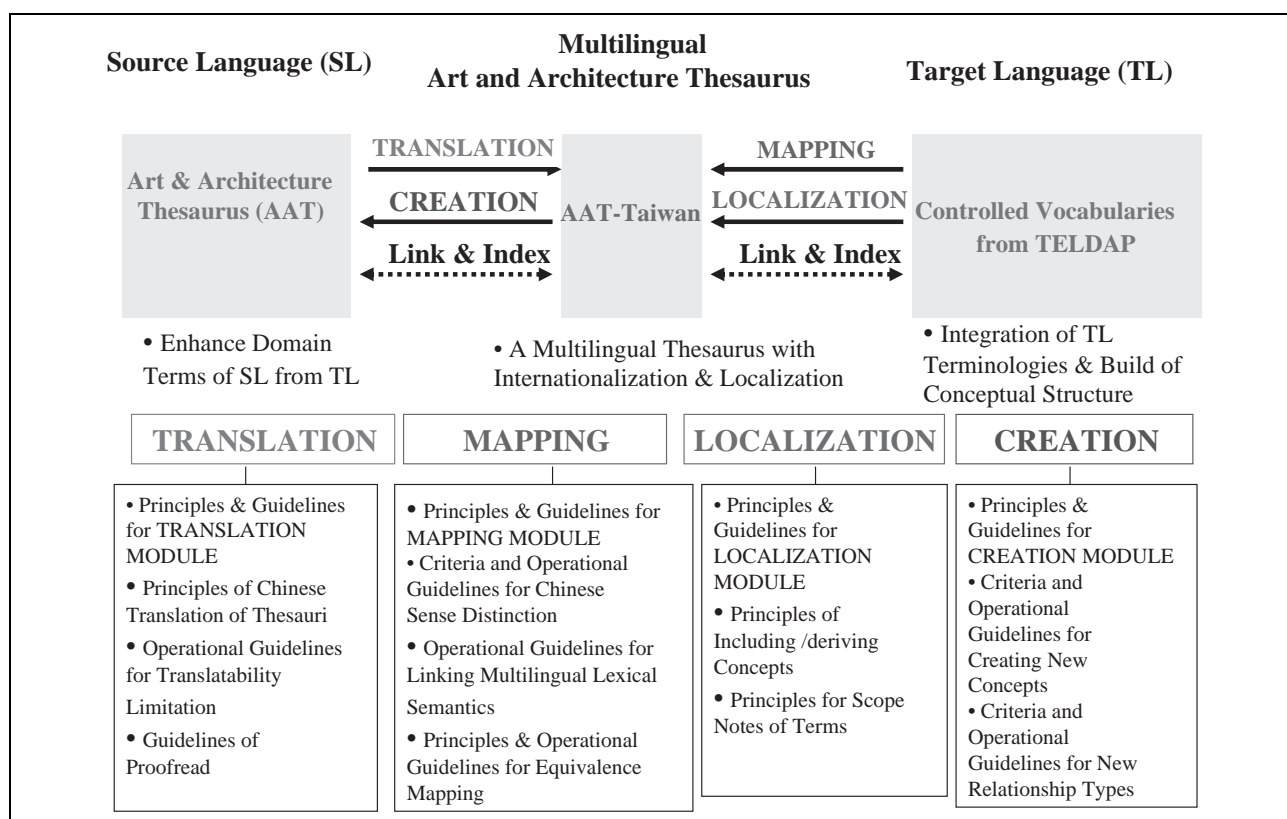 Source Language (SL)
Multilingual
Art and Architecture Thesaurus
Target Language (TL)
Art & Architecture
Thesaurus (AAT)
TRANSLATION
CREATION
Link & Index
AAT-Taiwan
MAPPING
LOCALIZATION
Link & Index
Controlled Vocabularies
from TELDAP
• Enhance Domain
Terms of SL from TL
• A Multilingual Thesaurus with
Internationalization & Localization
• Integration of TL
Terminologies & Build of
Conceptual Structure
TRANSLATION
• Principles & Guidelines
for TRANSLATION
MODULE
• Principles of Chinese
Translation of Thesauri
• Operational Guidelines
for Translatability
Limitation
• Guidelines of
Proofread
MAPPING
• Principles & Guidelines for
MAPPING MODULE
• Criteria and Operational
Guidelines for Chinese
Sense Distinction
• Operational Guidelines for
Linking Multilingual Lexical
Semantics
• Principles & Operational
Guidelines for Equivalence
Mapping
LOCALIZATION
• Principles &
Guidelines for
LOCALIZATION
MODULE
• Principles of
Including /deriving
Concepts
• Principles for Scope
Notes of Terms
CREATION
• Principles &
Guidelines for
CREATION MODULE
• Criteria and
Operational
Guidelines for
Creating New
Concepts
• Criteria and
Operational
Guidelines for New
Relationship Types